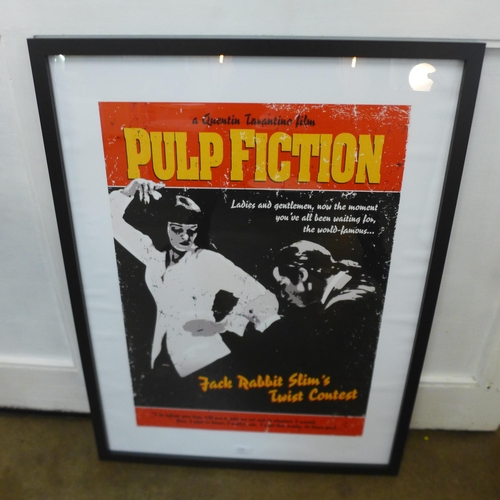 a Quentin Tarantino film
PULP FICTION
Ladies and gentlemen, now the moment
you've all been waiting for,
the world-famous...
Jack Rabbit Slim's
Twist Contest